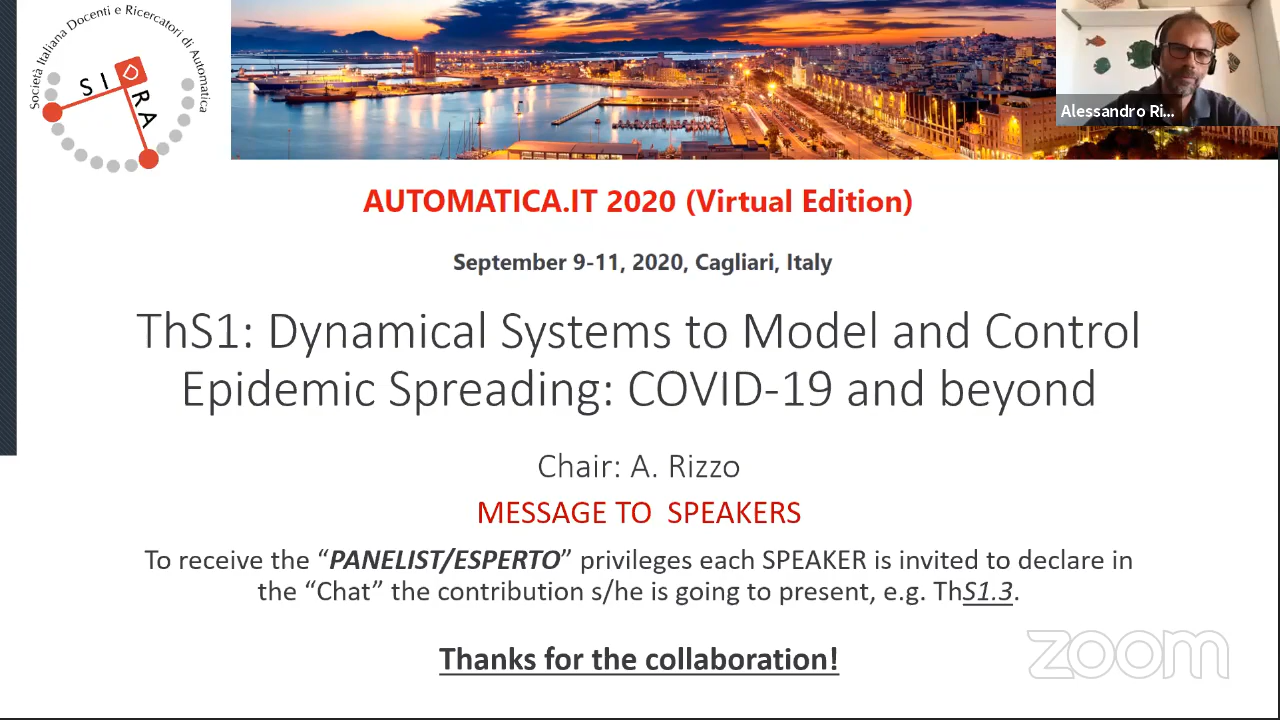 Società Italiana Docenti e Ricercatori di Automatica
SIDRA
Alessandro Ri...
AUTOMATICA.IT 2020 (Virtual Edition)
September 9-11, 2020, Cagliari, Italy
ThS1: Dynamical Systems to Model and Control
Epidemic Spreading: COVID-19 and beyond
Chair: A. Rizzo
MESSAGE TO SPEAKERS
To receive the “PANELIST/ESPERTO” privileges each SPEAKER is invited to declare in
the “Chat” the contribution s/he is going to present, e.g. ThS1.3.
Thanks for the collaboration!
zoom